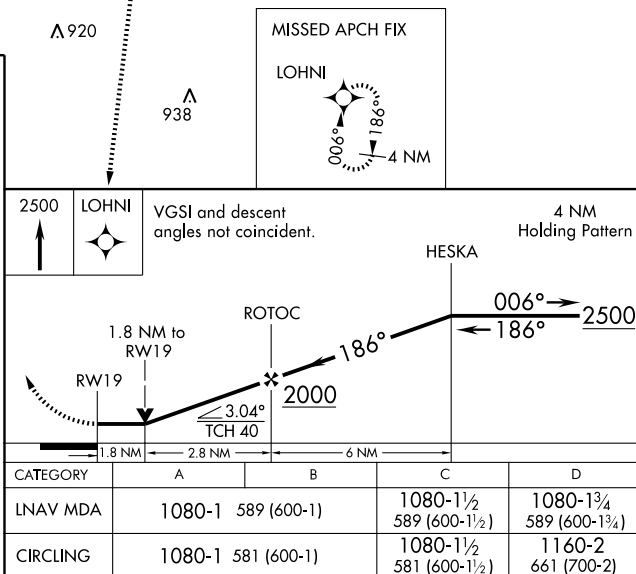 920
938
MISSED APCH FIX
LOHNI
006°
186°
4 NM
2500
LOHNI
VGSI and descent
angles not coincident.
4 NM
Holding Pattern
HESKA
006°
186°
2500
ROTOC
186°
2000
1.8 NM to
RW19
RW19
3.04°
TCH 40
1.8 NM 2.8 NM 6 NM
CATEGORY A B C D
LNAV MDA 1080-1 589 (600-1) 1080-1½ 1080-1¾
589 (600-1½) 589 (600-1¾)
CIRCLING 1080-1 581 (600-1) 1080-1½ 1160-2
581 (600-1½) 661 (700-2)